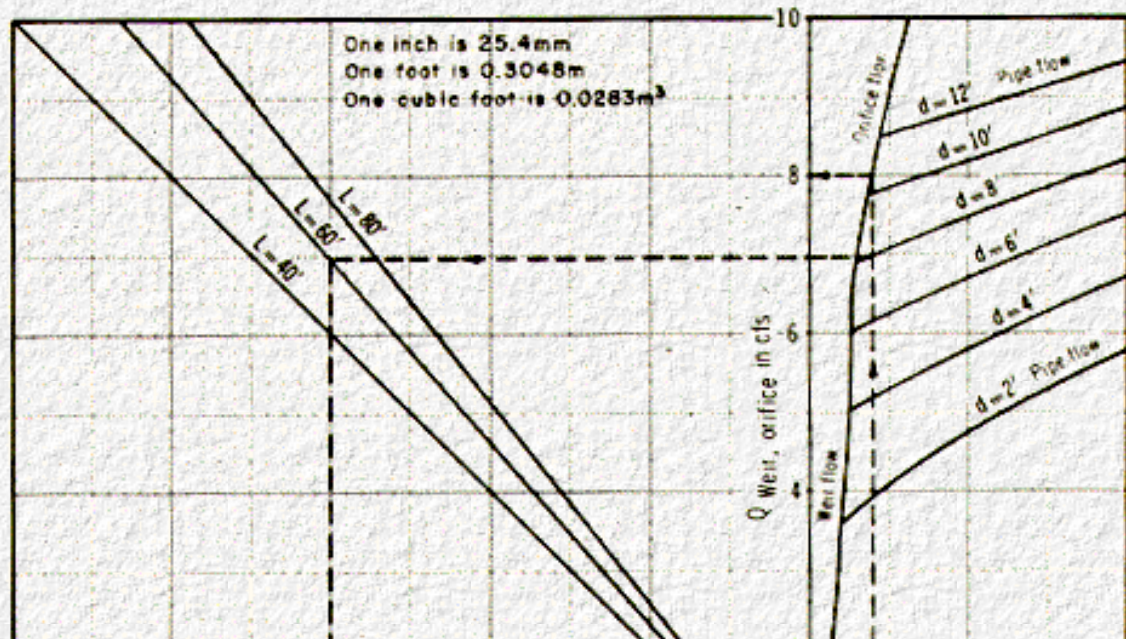 One inch is 25.4mm
One foot is 0.3048m
One cubic foot is 0.0283m³
10
8
6
4
Q Weir, orifice in cfs
L=40'
L=60'
L=80'
Orifice flor
Weir flow
d=12' Pipe flow
d=10'
d=8'
d=6'
d=4'
d=2' Pipe flow